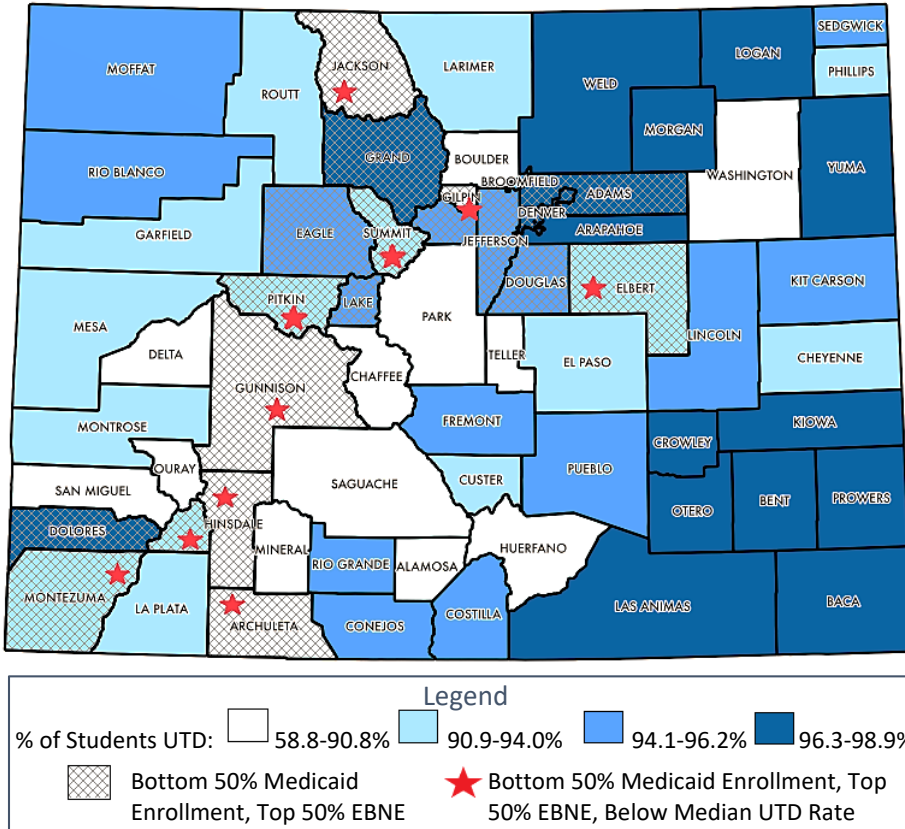 SEDGWICK
LOGAN
MOFFAT
JACKSON
LARIMER
PHILLIPS
ROUTT
WELD
MORGAN
GRAND
BOULDER
WASHINGTON
YUMA
RIO BLANCO
BROOMFIELD
GILPIN
ADAMS
DENVER
GARFIELD
EAGLE
SUMMIT
JEFFERSON
ARAPAHOE
DOUGLAS
ELBERT
KIT CARSON
PITKIN
LAKE
PARK
MESA
LINCOLN
DELTA
TELLER
EL PASO
CHEYENNE
CHAFFEE
GUNNISON
MONTROSE
FREMONT
KIOWA
CROWLEY
OURAY
PUEBLO
CUSTER
SAGUACHE
SAN MIGUEL
HINSDALE
OTERO
BENT
PROWERS
DOLORES
MINERAL
HUERFANO
RIO GRANDE
ALAMOSA
MONTEZUMA
LA PLATA
COSTILLA
LAS ANIMAS
BACA
ARCHULETA
CONEJOS
Legend
% of Students UTD: 58.8-90.8% 90.9-94.0% 94.1-96.2% 96.3-98.9%
Bottom 50% Medicaid
Enrollment, Top 50% EBNE
Bottom 50% Medicaid Enrollment, Top
50% EBNE, Below Median UTD Rate